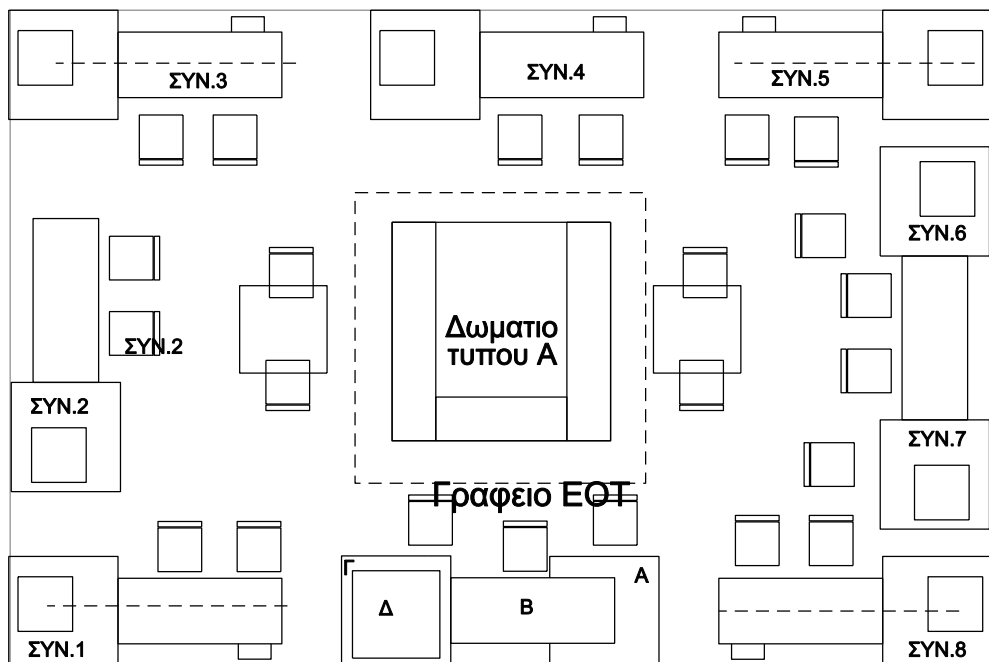 ΣΥΝ.3
ΣΥΝ.4
ΣΥΝ.5
ΣΥΝ.6
Δωματιο
τυπου Α
ΣΥΝ.2
ΣΥΝ.2
ΣΥΝ.7
Γραφειο ΕΟΤ
Γ
Α
Δ
Β
ΣΥΝ.1
ΣΥΝ.8